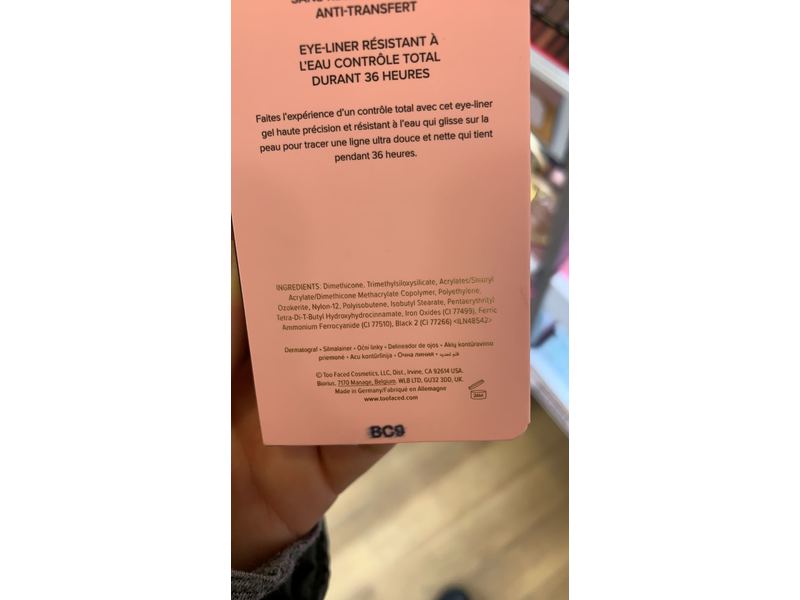 ANTI-TRANSFERT
EYE-LINER RÉSISTANT À
L'EAU CONTRÔLE TOTAL
DURANT 36 HEURES
Faites l'expérience d'un contrôle total avec cet eye-liner
gel haute précision et résistant à l'eau qui glisse sur la
peau pour tracer une ligne ultra douce et nette qui tient
pendant 36 heures.
INGREDIENTS: Dimethicone, Trimethylsiloxysilicate, Acrylates/Stearyl
Acrylate/Dimethicone Methacrylate Copolymer, Polyethylene,
Ozokerite, Nylon-12, Polyisobutene, Isobutyl Stearate, Pentaerythrityl
Tetra-Di-T-Butyl Hydroxyhydrocinnamate, Iron Oxides (CI 77499), Ferric
Ammonium Ferrocyanide (CI 77510), Black 2 (CI 77266) <ILN48542>
Dermatograf • Silmalainer • Oční linky • Delineador de ojos • Akių kontūravimo
priemonė • Acu kontūrlīnija • Очна линия • قلم تحديد
© Too Faced Cosmetics, LLC, Dist., Irvine, CA 92614 USA.
Biorius, 7170 Manage, Belgium. WLB LTD, GU32 3DD, UK.
Made in Germany/Fabriqué en Allemagne
www.toofaced.com
24M
BC9